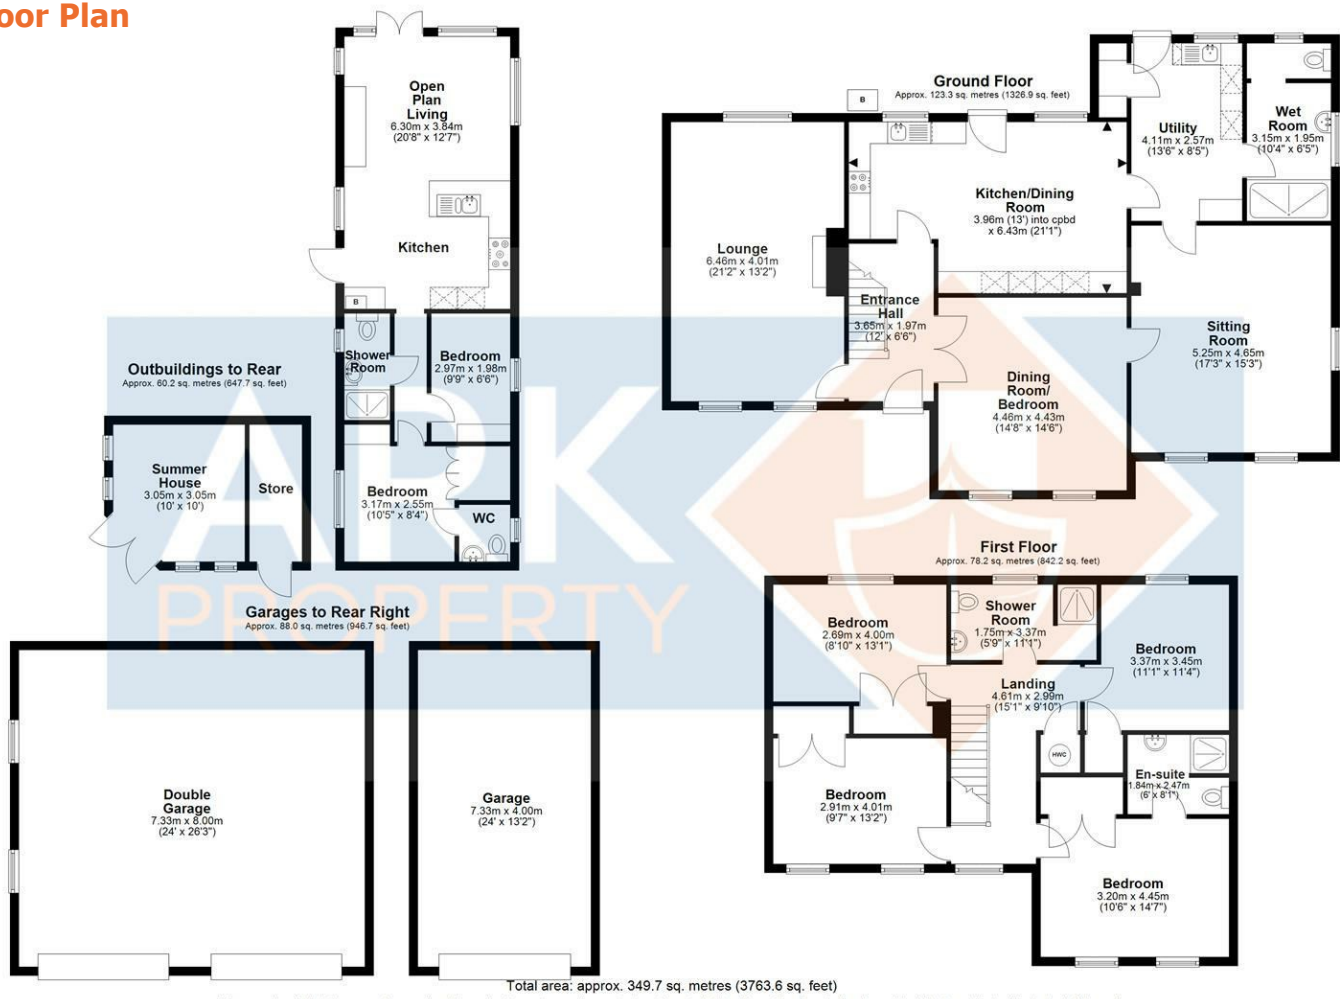 oor Plan
Open
Plan
Living
6.30m x 3.84m
(20'8" x 12'7")
Kitchen
B
Shower
Room
Bedroom
2.97m x 1.98m
(9'9" x 6'6")
Bedroom
3.17m x 2.55m
(10'5" x 8'4")
WC
Outbuildings to Rear
Approx. 60.2 sq. metres (647.7 sq. feet)
Summer
House
3.05m x 3.05m
(10' x 10')
Store
Garages to Rear Right
Approx. 88.0 sq. metres (946.7 sq. feet)
Double
Garage
7.33m x 8.00m
(24' x 26'3")
Garage
7.33m x 4.00m
(24' x 13'2")
Ground Floor
Approx. 123.3 sq. metres (1326.9 sq. feet)
B
Lounge
6.46m x 4.01m
(21'2" x 13'2")
Kitchen/Dining
Room
3.96m (13') into cpbd
x 6.43m (21'1")
Utility
4.11m x 2.57m
(13'6" x 8'5")
Wet
Room
3.15m x 1.95m
(10'4" x 6'5")
Entrance
Hall
3.65m x 1.97m
(12' x 6'6")
Dining
Room/
Bedroom
4.46m x 4.43m
(14'8" x 14'6")
Sitting
Room
5.25m x 4.65m
(17'3" x 15'3")
First Floor
Approx. 78.2 sq. metres (842.2 sq. feet)
Bedroom
2.69m x 4.00m
(8'10" x 13'1")
Shower
Room
1.75m x 3.37m
(5'9" x 11'1")
Bedroom
3.37m x 3.45m
(11'1" x 11'4")
Landing
4.61m x 2.99m
(15'1" x 9'10")
HWC
En-suite
1.84m x 2.47m
(6' x 8'1")
Bedroom
2.91m x 4.01m
(9'7" x 13'2")
Bedroom
3.20m x 4.45m
(10'6" x 14'7")
ARK
PROPERTY
Total area: approx. 349.7 sq. metres (3763.6 sq. feet)